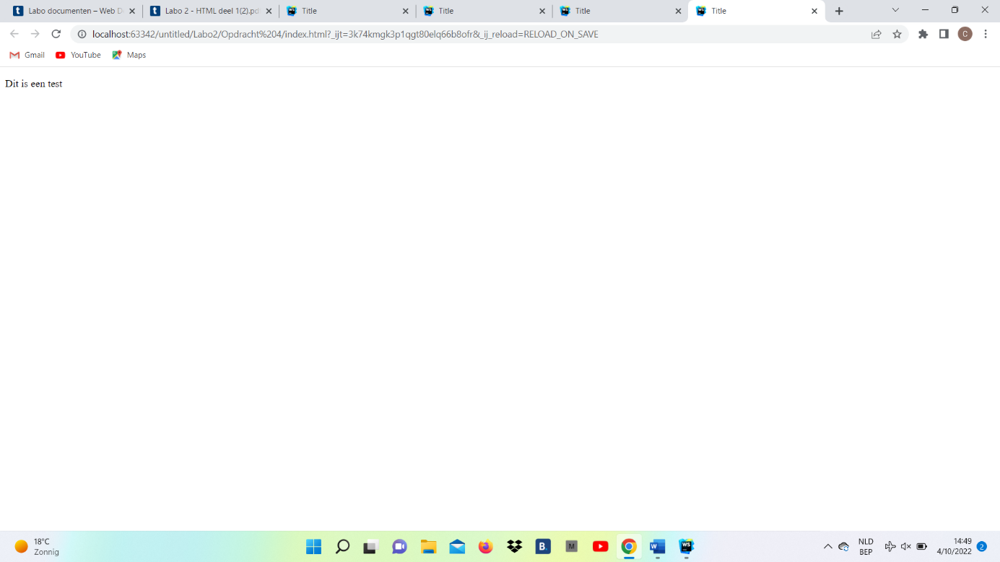 Labo documenten – Web D
Labo 2 - HTML deel 1(2).pd
Title
Title
Title
Title
localhost:63342/untitled/Labo2/Opdracht%204/index.html?_ijt=3k74kmgk3p1qgt80elq66b8ofr&_ij_reload=RELOAD_ON_SAVE
C
Gmail
YouTube
Maps
Dit is een test
18°C
Zonnig
B.
M
W
WS
NLD
BEP
14:49
4/10/2022
2